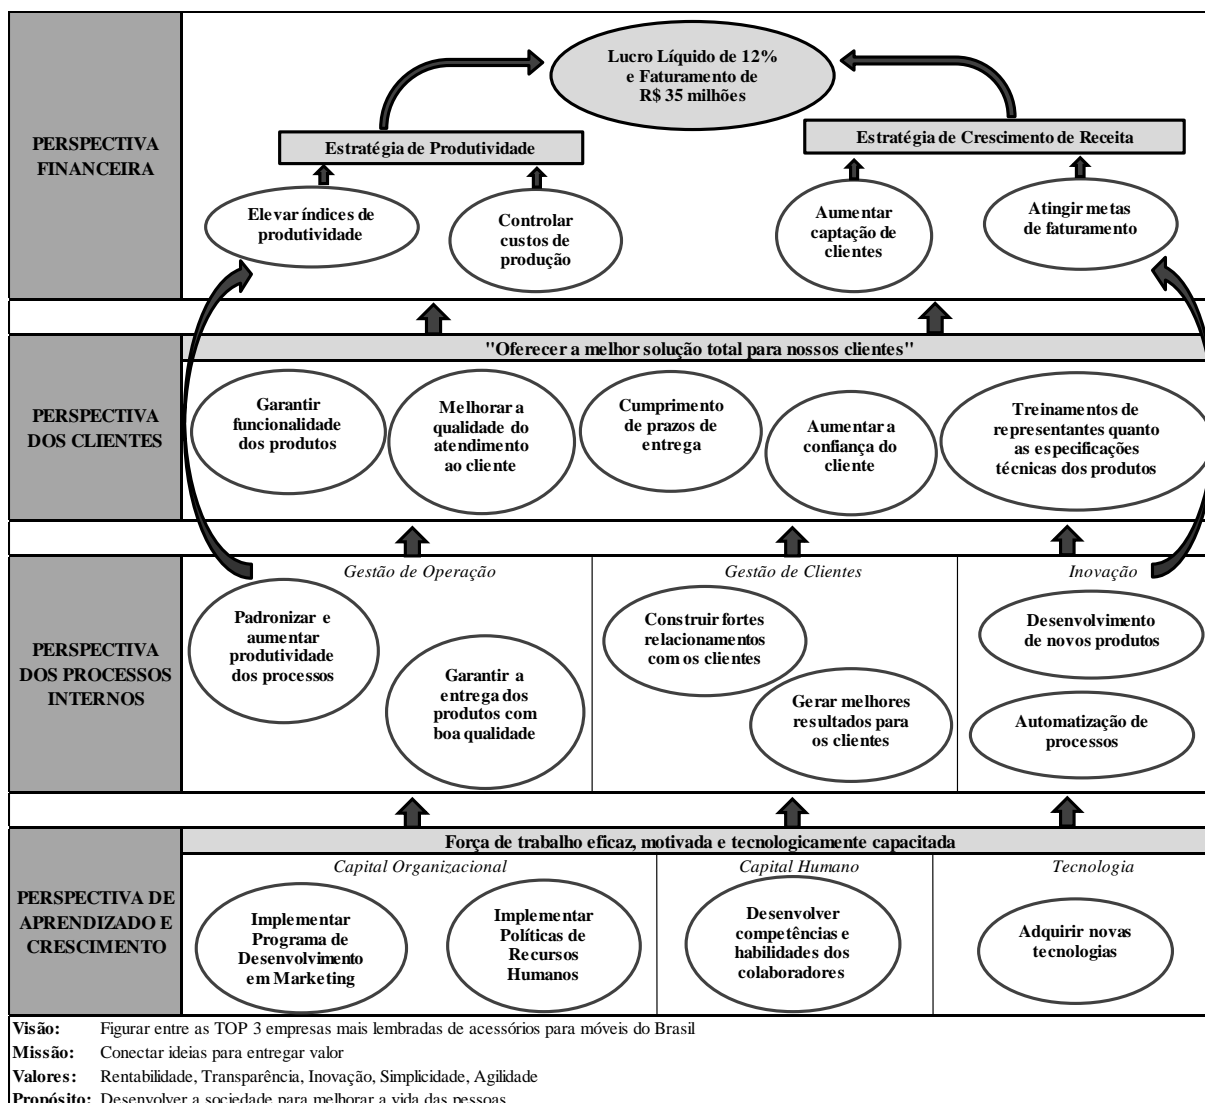 PERSPECTIVA
FINANCEIRA
Lucro Líquido de 12%
e Faturamento de
R$ 35 milhões
Estratégia de Produtividade
Estratégia de Crescimento de Receita
Elevar índices de
produtividade
Controlar
custos de
produção
Aumentar
captação de
clientes
Atingir metas
de faturamento
PERSPECTIVA
DOS CLIENTES
"Oferecer a melhor solução total para nossos clientes"
Garantir
funcionalidade
dos produtos
Melhorar a
qualidade do
atendimento
ao cliente
Cumprimento
de prazos de
entrega
Aumentar a
confiança do
cliente
Treinamentos de
representantes quanto
as especificações
técnicas dos produtos
PERSPECTIVA
DOS PROCESSOS
INTERNOS
Gestão de Operação
Padronizar e
aumentar
produtividade
dos processos
Garantir a
entrega dos
produtos com
boa qualidade
Gestão de Clientes
Construir fortes
relacionamentos
com os clientes
Gerar melhores
resultados para
os clientes
Inovação
Desenvolvimento
de novos produtos
Automatização de
processos
PERSPECTIVA DE
APRENDIZADO E
CRESCIMENTO
Força de trabalho eficaz, motivada e tecnologicamente capacitada
Capital Organizacional
Implementar
Programa de
Desenvolvimento
em Marketing
Implementar
Políticas de
Recursos
Humanos
Capital Humano
Desenvolver
competências e
habilidades dos
colaboradores
Tecnologia
Adquirir novas
tecnologias
Visão: Figurar entre as TOP 3 empresas mais lembradas de acessórios para móveis do Brasil
Missão: Conectar ideias para entregar valor
Valores: Rentabilidade, Transparência, Inovação, Simplicidade, Agilidade
Propósito: Desenvolver a sociedade para melhorar a vida das pessoas